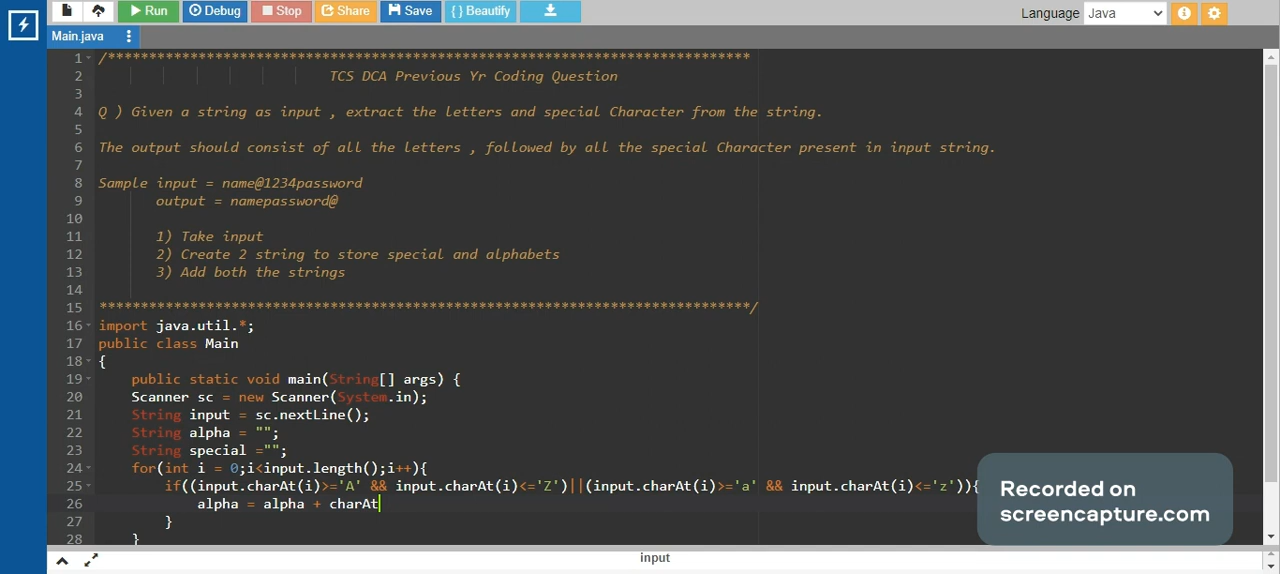 Run Debug Stop Share Save { } Beautify Language Java
Main.java
1 /******************************************************************************
2 TCS DCA Previous Yr Coding Question
3
4 Q ) Given a string as input , extract the letters and special Character from the string.
5
6 The output should consist of all the letters , followed by all the special Character present in input string.
7
8 Sample input = name@1234password
9 output = namepassword@
10
11 1) Take input
12 2) Create 2 string to store special and alphabets
13 3) Add both the strings
14
15 *******************************************************************************/
16 import java.util.*;
17 public class Main
18 {
19 public static void main(String[] args) {
20 Scanner sc = new Scanner(System.in);
21 String input = sc.nextLine();
22 String alpha = "";
23 String special ="";
24 for(int i = 0;i<input.length();i++){
25 if((input.charAt(i)>='A' && input.charAt(i)<='Z')||(input.charAt(i)>='a' && input.charAt(i)<='z')){
26 alpha = alpha + charAt
27 }
28 }
Recorded on
screencapture.com
input